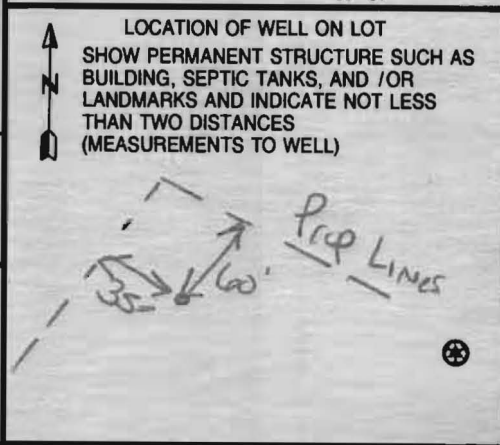 LOCATION OF WELL ON LOT
SHOW PERMANENT STRUCTURE SUCH AS
BUILDING, SEPTIC TANKS, AND /OR
LANDMARKS AND INDICATE NOT LESS
THAN TWO DISTANCES
(MEASUREMENTS TO WELL)
N
Prop Lines
35
60'